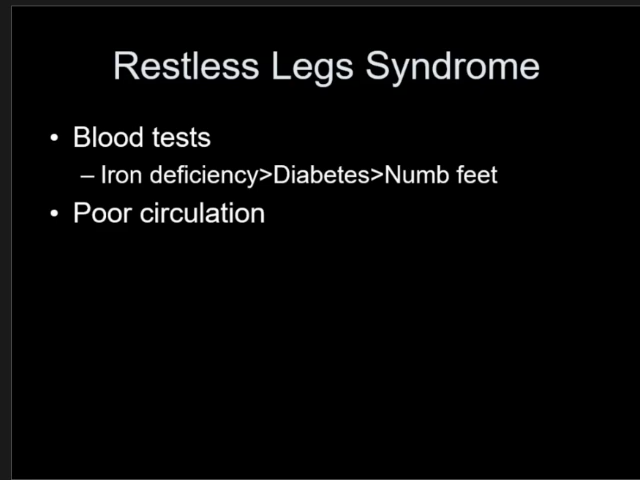 Restless Legs Syndrome
• Blood tests
– Iron deficiency>Diabetes>Numb feet
• Poor circulation